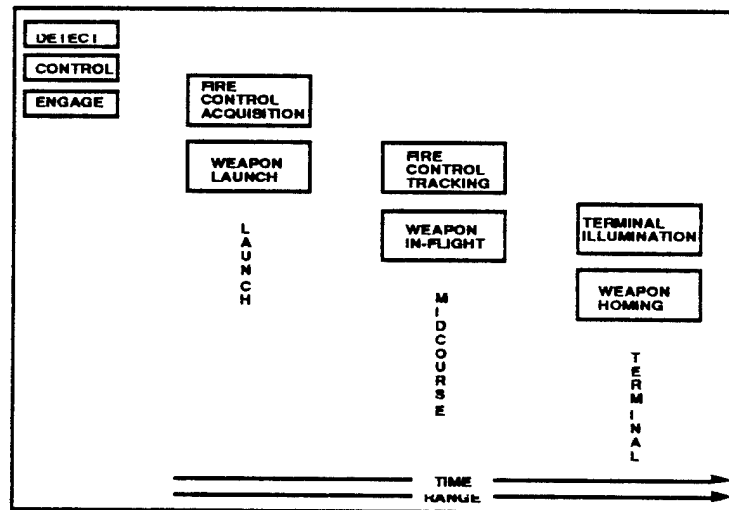 DETECT
CONTROL
ENGAGE
FIRE
CONTROL
ACQUISITION
WEAPON
LAUNCH
LAUNCH
FIRE
CONTROL
TRACKING
WEAPON
IN-FLIGHT
MIDCOURSE
TERMINAL
ILLUMINATION
WEAPON
HOMING
TERMINAL
TIME
RANGE